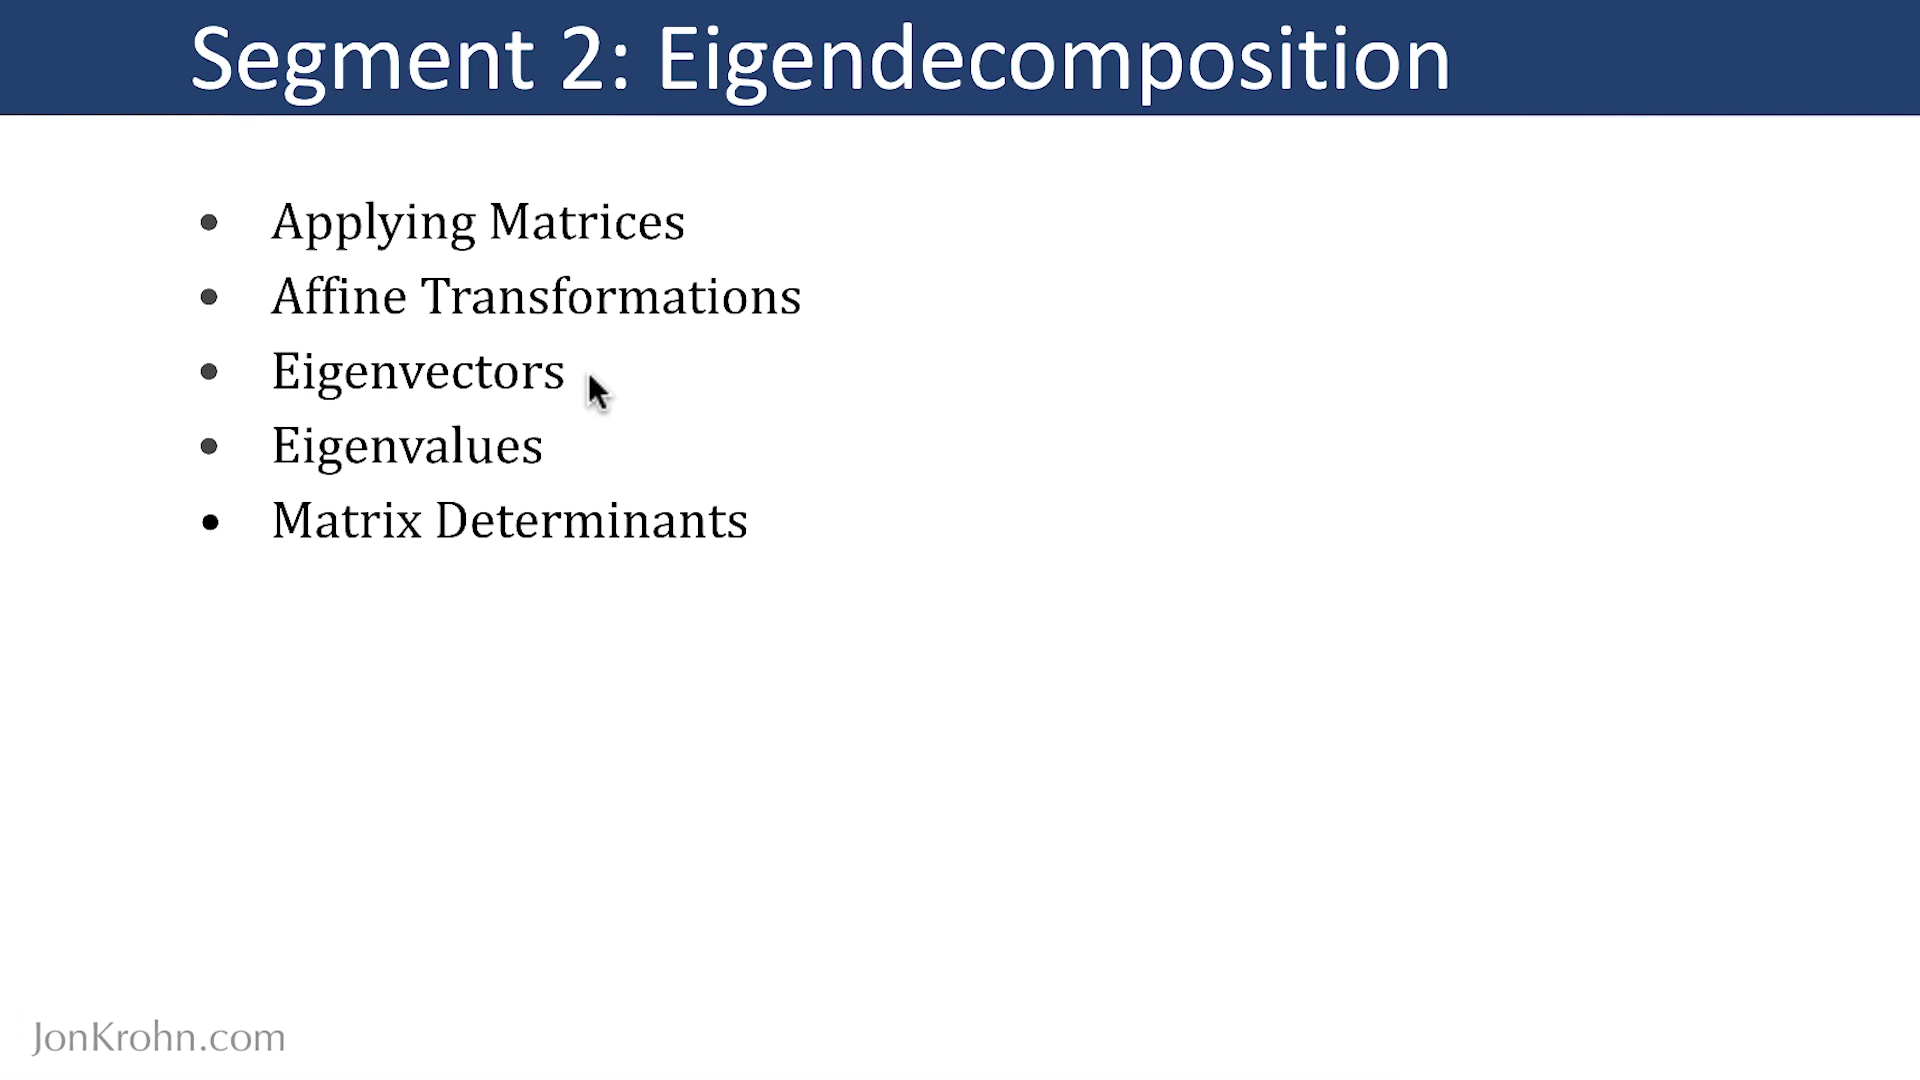 Segment 2: Eigendecomposition
• Applying Matrices
• Affine Transformations
• Eigenvectors
• Eigenvalues
• Matrix Determinants
JonKrohn.com